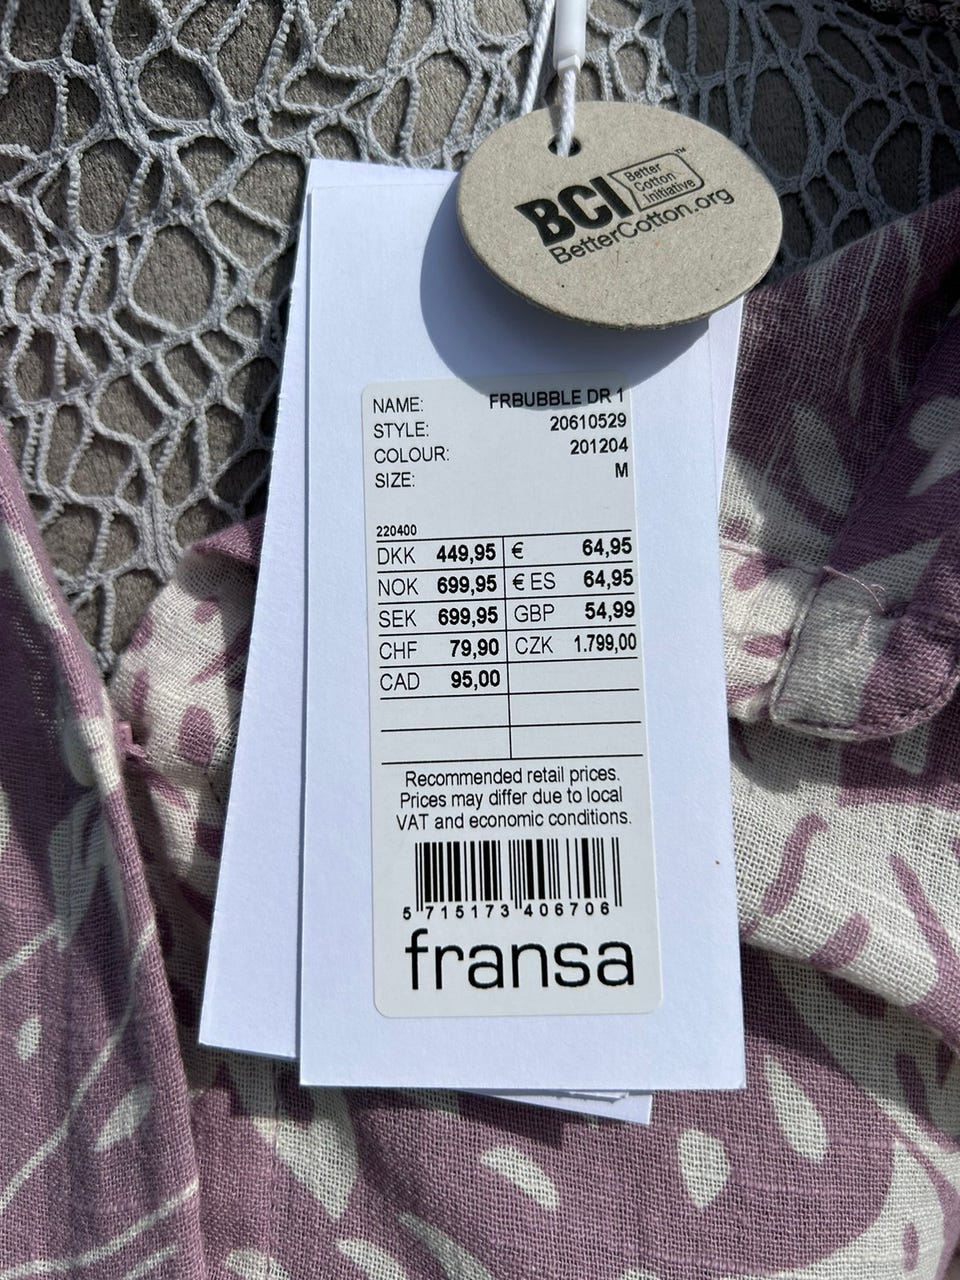 BCI Better Cotton Initiative™
BetterCotton.org
NAME: FRBUBBLE DR 1
STYLE: 20610529
COLOUR: 201204
SIZE: M
220400
DKK 449,95 € 64,95
NOK 699,95 € ES 64,95
SEK 699,95 GBP 54,99
CHF 79,90 CZK 1.799,00
CAD 95,00
Recommended retail prices.
Prices may differ due to local
VAT and economic conditions.
5 715173 406706
fransa